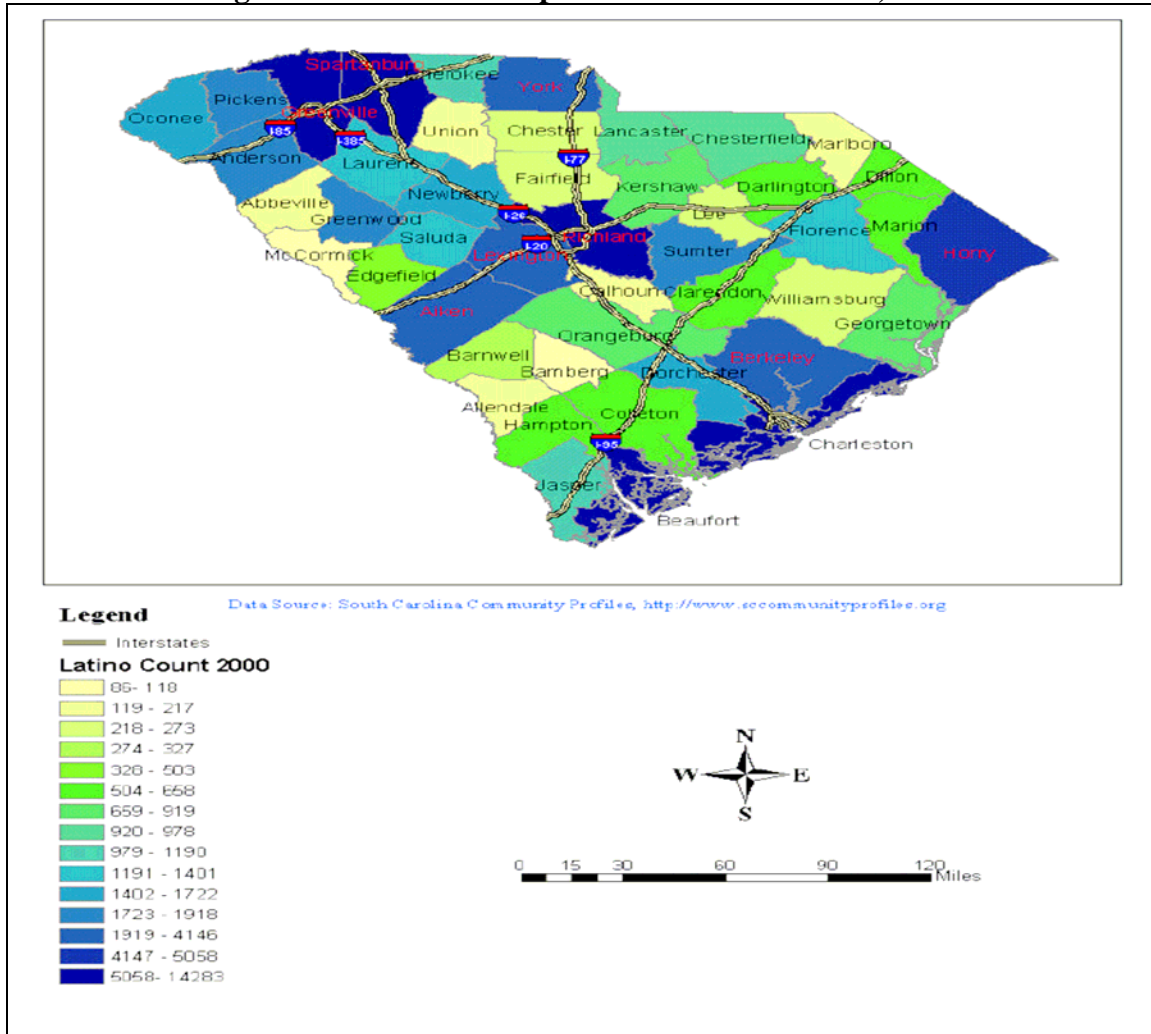 Spartanburg
Cherokee
York
Pickens
Oconee
Greenville
Union
Chester
Lancaster
Chesterfield
Marlboro
I-85
I-385
I-77
Anderson
Laurens
Fairfield
Kershaw
Darlington
Dillon
Abbeville
Newberry
Greenwood
I-26
Lee
Florence
Marion
Horry
Saluda
I-20
Richland
Sumter
McCormick
Lexington
Edgefield
Calhoun
Clarendon
Williamsburg
Aiken
Georgetown
Orangeburg
Barnwell
Bamberg
Berkeley
Dorchester
Allendale
Colleton
Hampton
I-95
Charleston
Jasper
Beaufort
Data Source: South Carolina Community Profiles, http://www.sccommunityprofiles.org
Legend
Interstates
Latino Count 2000
86- 118
119 - 217
218 - 273
274 - 327
328 - 503
504 - 658
659 - 919
920 - 978
979 - 1190
1191 - 1401
1402 - 1722
1723 - 1918
1919 - 4146
4147 - 5058
5058- 14283
N
W E
S
0 15 30 60 90 120
Miles